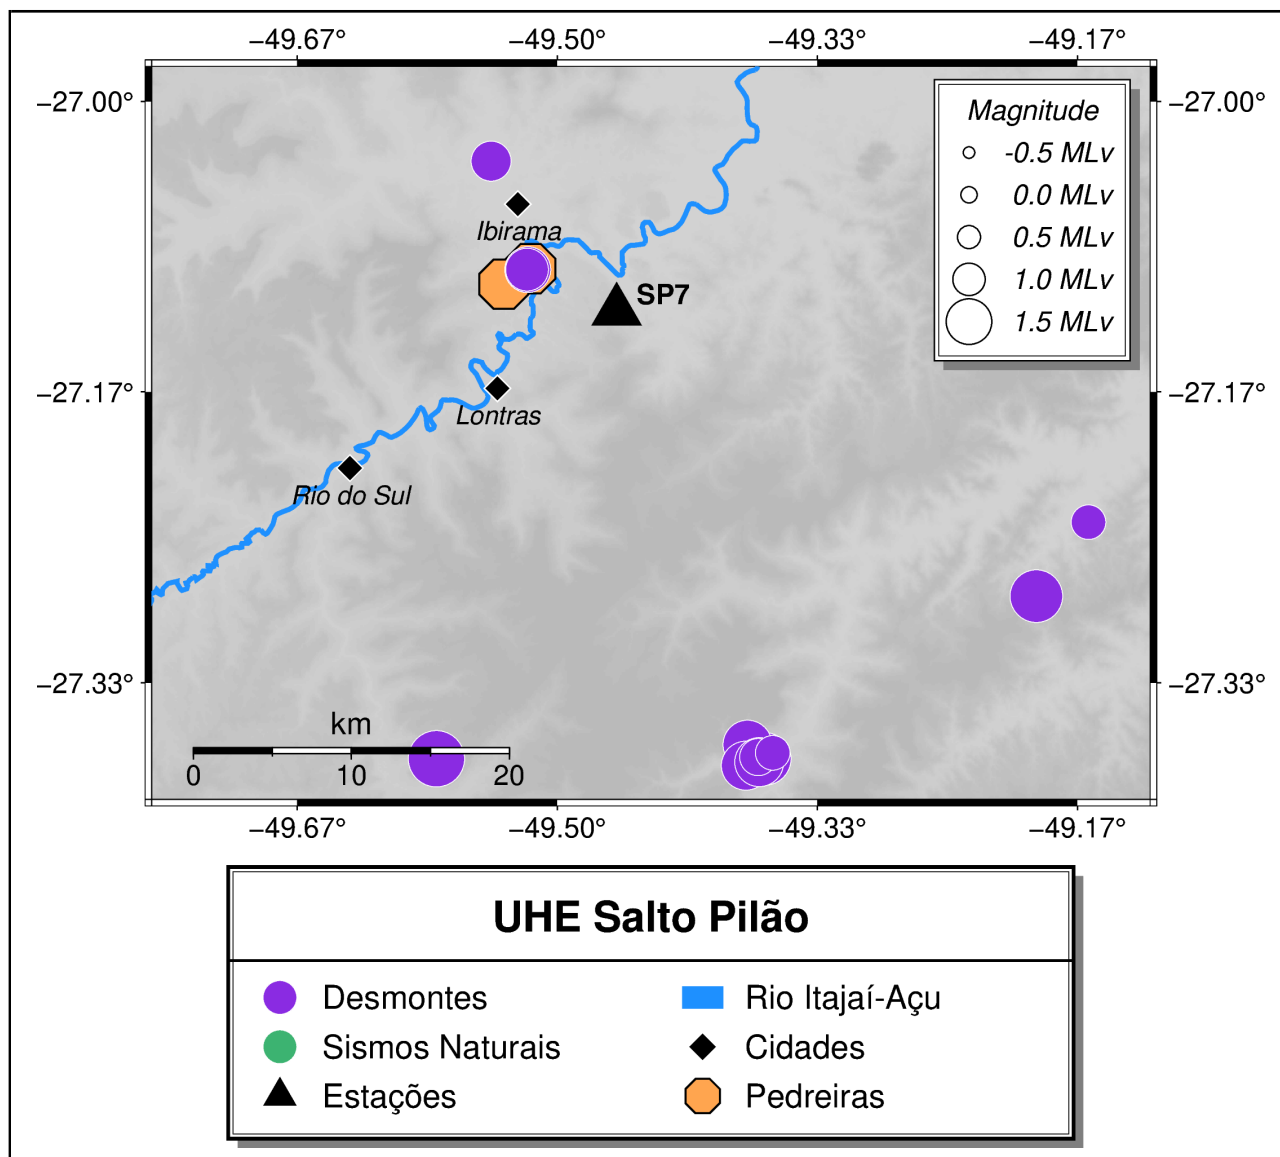 −49.67° −49.50° −49.33° −49.17°
−27.00° −27.00°
Magnitude
-0.5 MLv
0.0 MLv
0.5 MLv
1.0 MLv
1.5 MLv
Ibirama
SP7
−27.17° −27.17°
Lontras
Rio do Sul
−27.33° −27.33°
km
0 10 20
−49.67° −49.50° −49.33° −49.17°
UHE Salto Pilão
Desmontes Rio Itajaí-Açu
Sismos Naturais Cidades
Estações Pedreiras